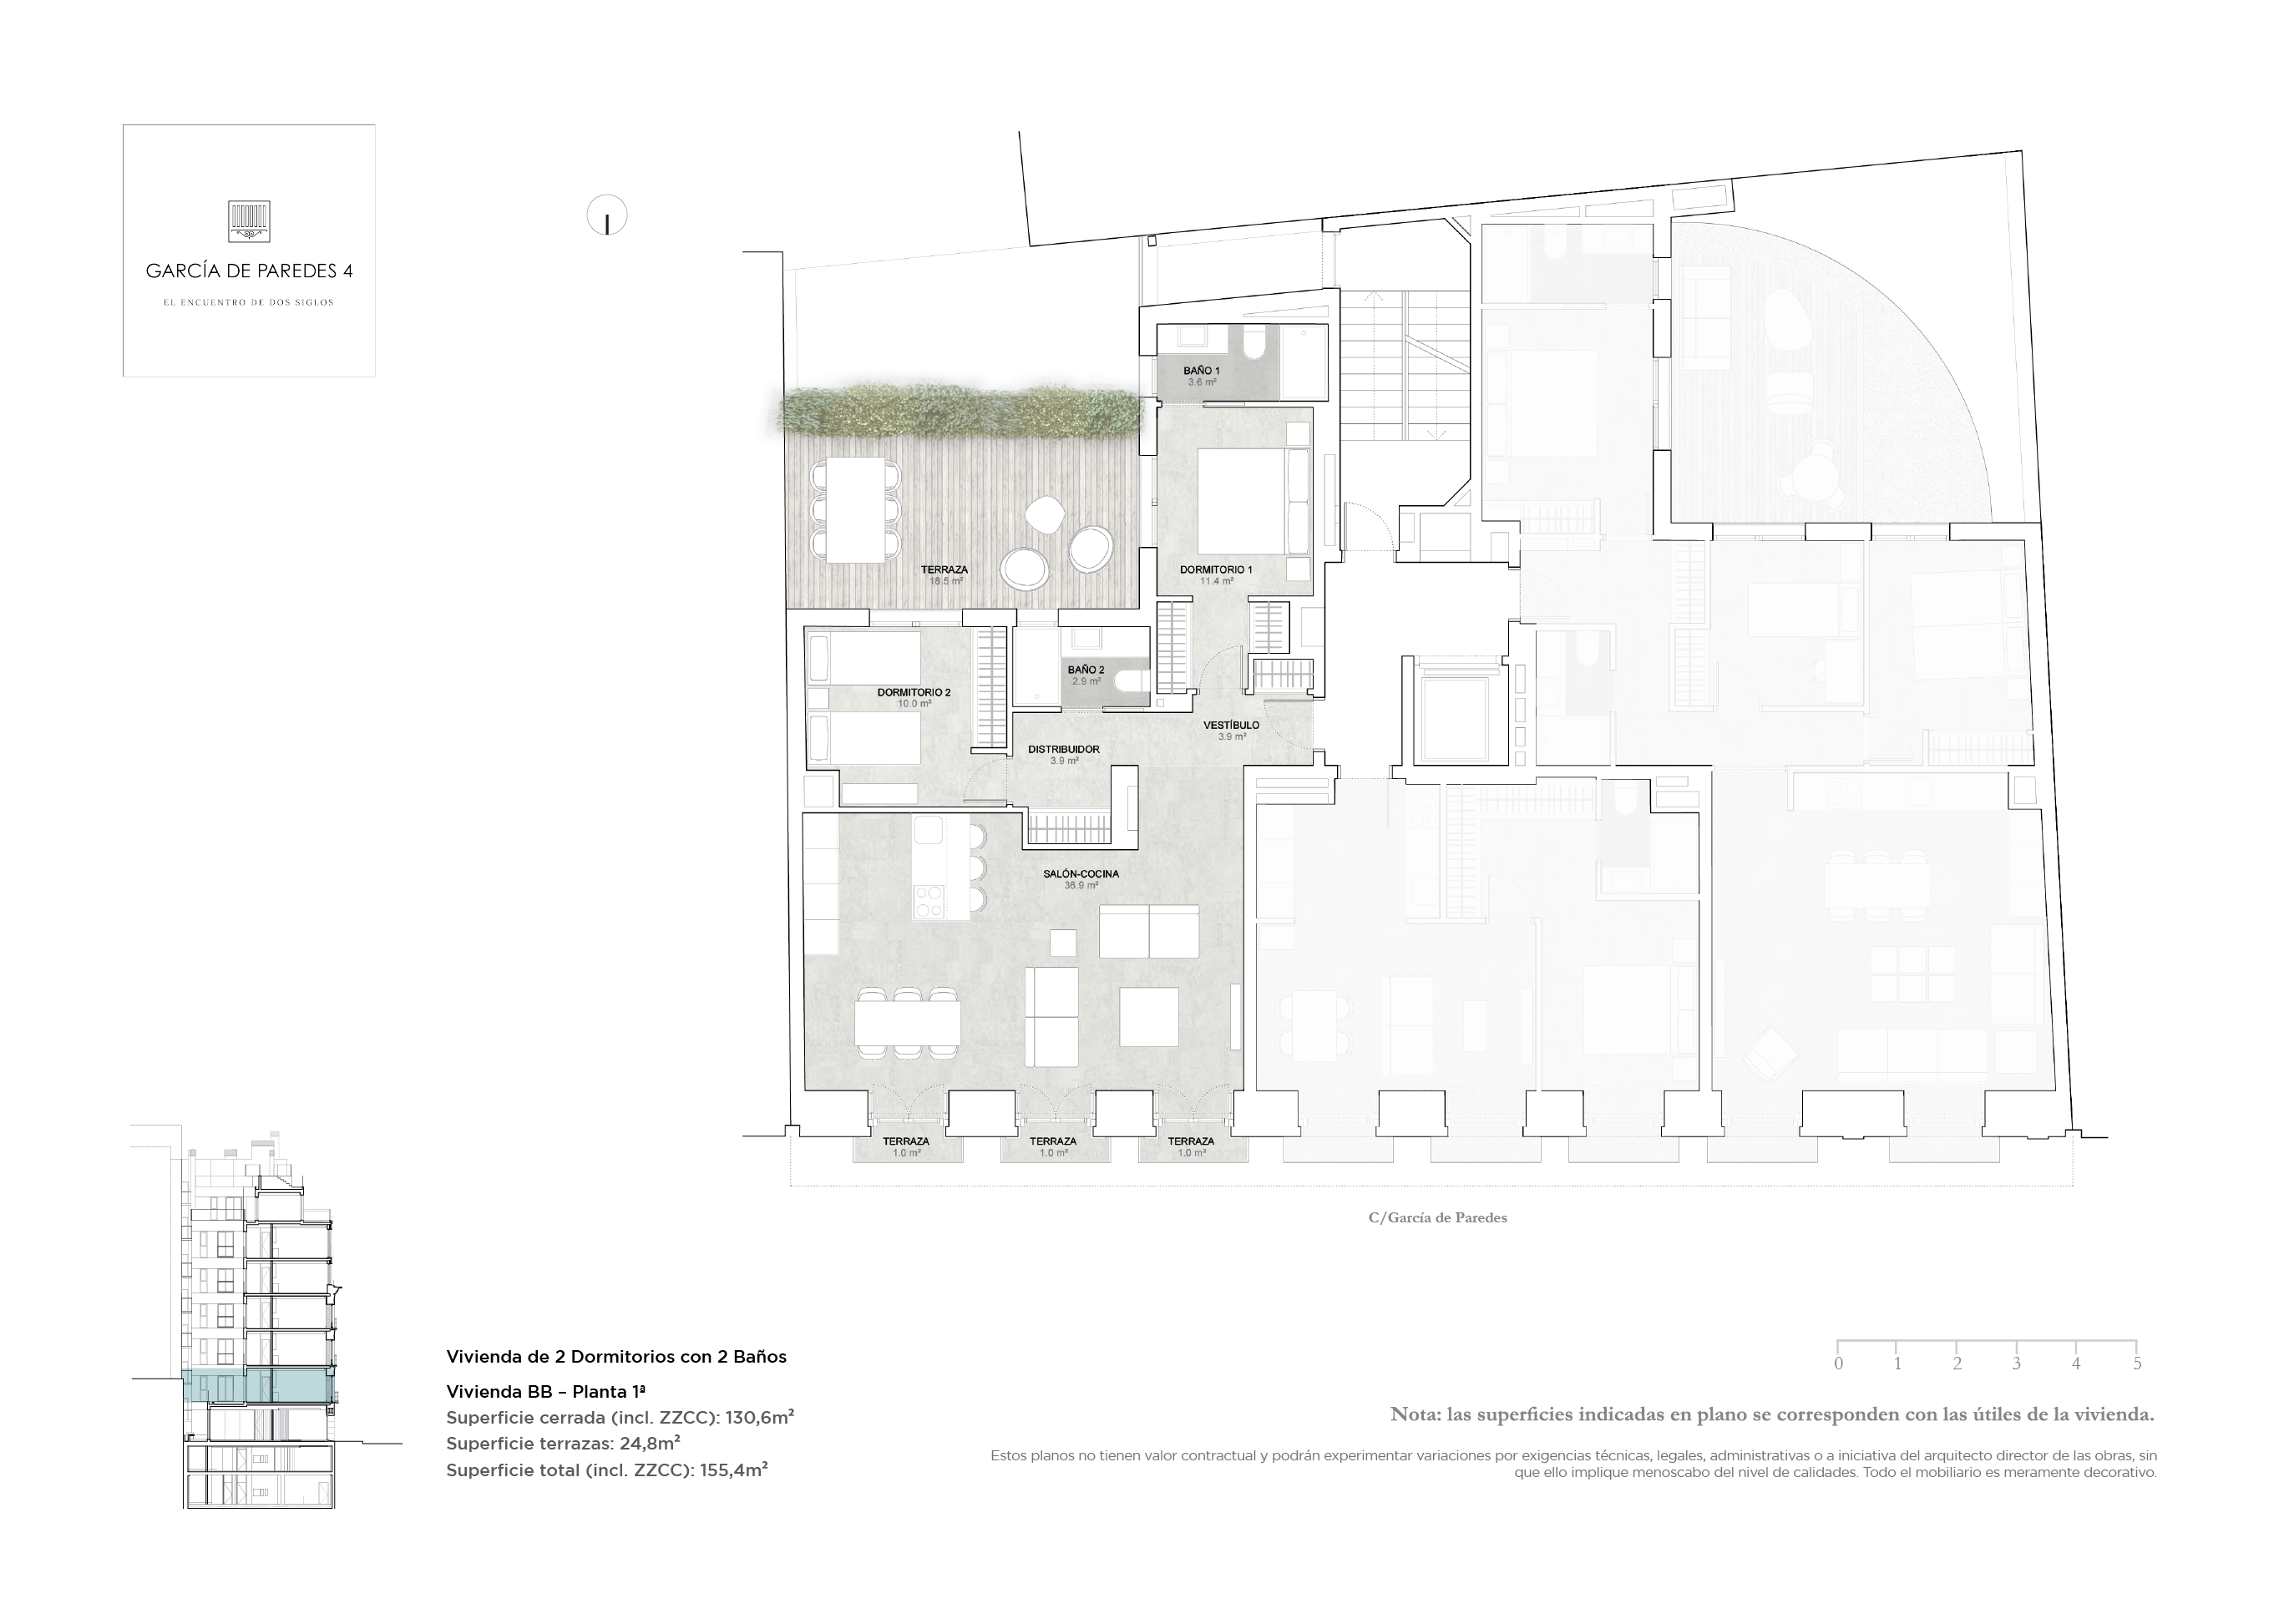 GARCÍA DE PAREDES 4
EL ENCUENTRO DE DOS SIGLOS
BAÑO 1
3.6 m²
DORMITORIO 1
11.4 m²
TERRAZA
18.5 m²
BAÑO 2
2.9 m²
DORMITORIO 2
10.0 m²
VESTÍBULO
3.9 m²
DISTRIBUIDOR
3.9 m²
SALÓN-COCINA
36.9 m²
TERRAZA
1.0 m²
TERRAZA
1.0 m²
TERRAZA
1.0 m²
C/García de Paredes
0 1 2 3 4 5
Vivienda de 2 Dormitorios con 2 Baños
Vivienda BB – Planta 1ª
Superficie cerrada (incl. ZZCC): 130,6m²
Superficie terrazas: 24,8m²
Superficie total (incl. ZZCC): 155,4m²
Nota: las superficies indicadas en plano se corresponden con las útiles de la vivienda.
Estos planos no tienen valor contractual y podrán experimentar variaciones por exigencias técnicas, legales, administrativas o a iniciativa del arquitecto director de las obras, sin
que ello implique menoscabo del nivel de calidades. Todo el mobiliario es meramente decorativo.